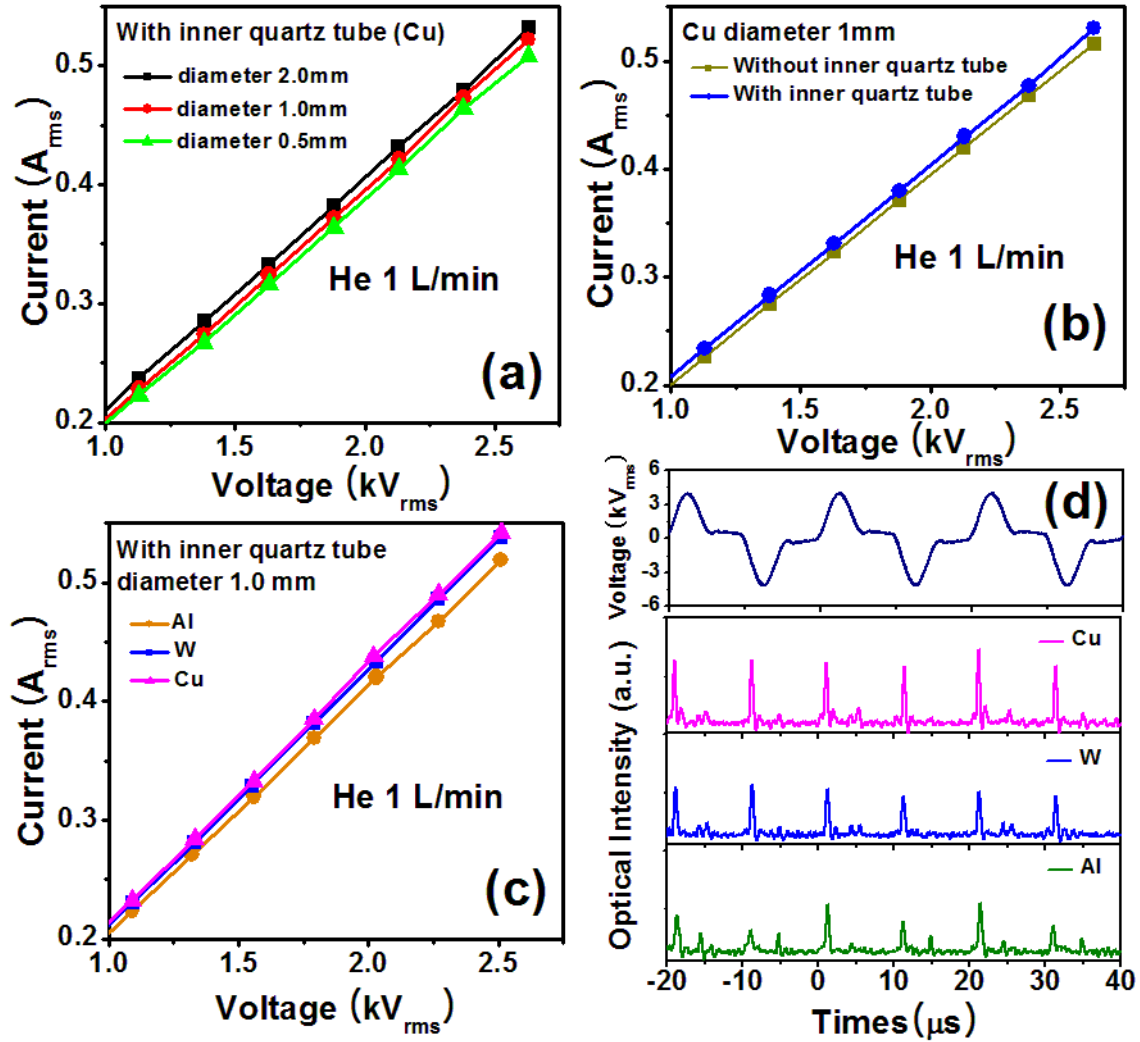 With inner quartz tube (Cu)
diameter 2.0mm
diameter 1.0mm
diameter 0.5mm
He 1 L/min
(a)
0.5
0.4
0.3
0.2
Current (Arms)
1.0 1.5 2.0 2.5
Voltage (kVrms)
Cu diameter 1mm
Without inner quartz tube
With inner quartz tube
He 1 L/min
(b)
0.5
0.4
0.3
0.2
Current (Arms)
1.0 1.5 2.0 2.5
Voltage (kVrms)
With inner quartz tube
diameter 1.0 mm
Al
W
Cu
He 1 L/min
(c)
0.5
0.4
0.3
0.2
Current (Arms)
1.0 1.5 2.0 2.5
Voltage (kVrms)
(d)
6
3
0
-3
-6
Voltage (kVrms)
Cu
W
Al
Optical Intensity (a.u.)
-20 -10 0 10 20 30 40
Times(μs)